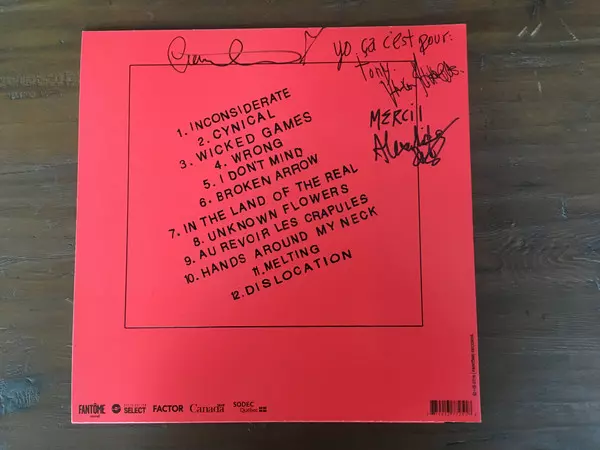 yo, ça c'est pour:
Tony
MERCI!
1. INCONSIDERATE
2. CYNICAL
3. WICKED GAMES
4. WRONG
5. I DON'T MIND
6. BROKEN ARROW
7. IN THE LAND OF THE REAL
8. UNKNOWN FLOWERS
9. AU REVOIR LES CRAPULES
10. HANDS AROUND MY NECK
11. MELTING
12. DISLOCATION
FANTÔME
SELECT
FACTOR
Canada
SODEC
Québec